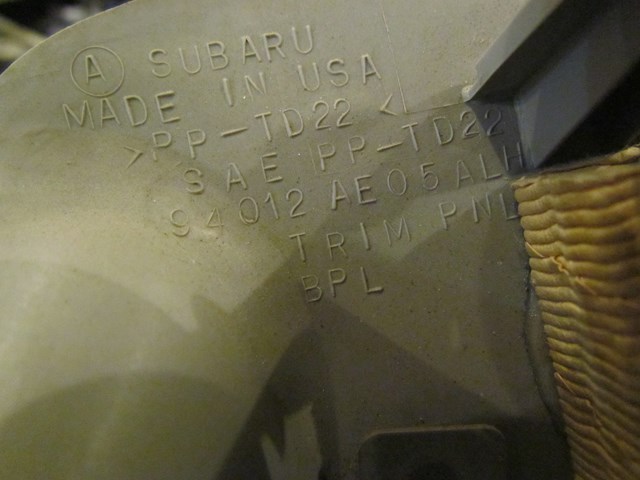 A SUBARU
MADE IN USA
>PP-TD22<
SAE PP-TD22
94012 AE05ALH
TRIM PNL
BPL